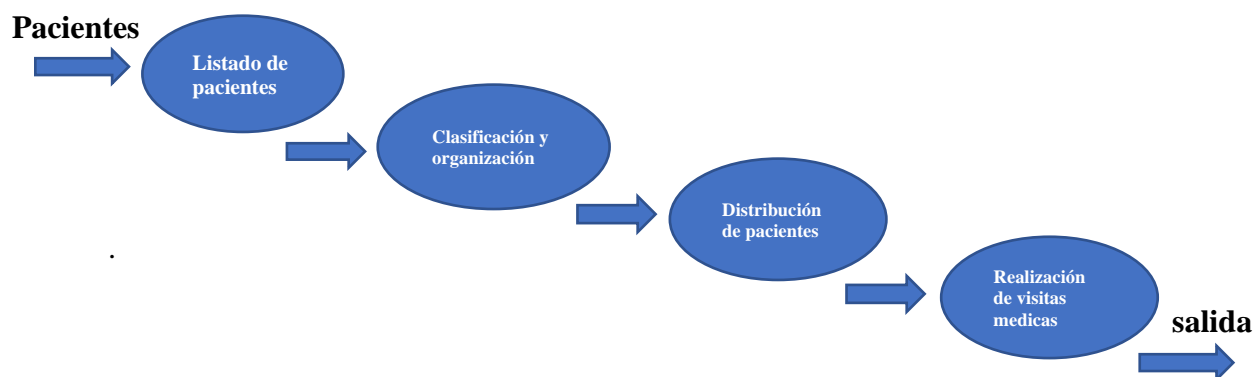 Pacientes
Listado de
pacientes
Clasificación y
organización
Distribución
de pacientes
.
Realización
de visitas
medicas
salida